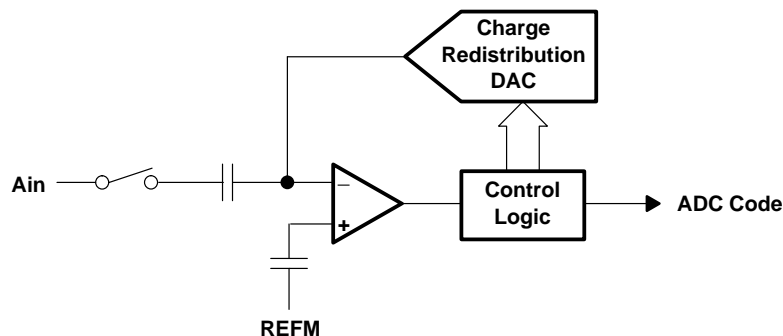 Charge
Redistribution
DAC
Ain
−
+
Control
Logic
ADC Code
REFM